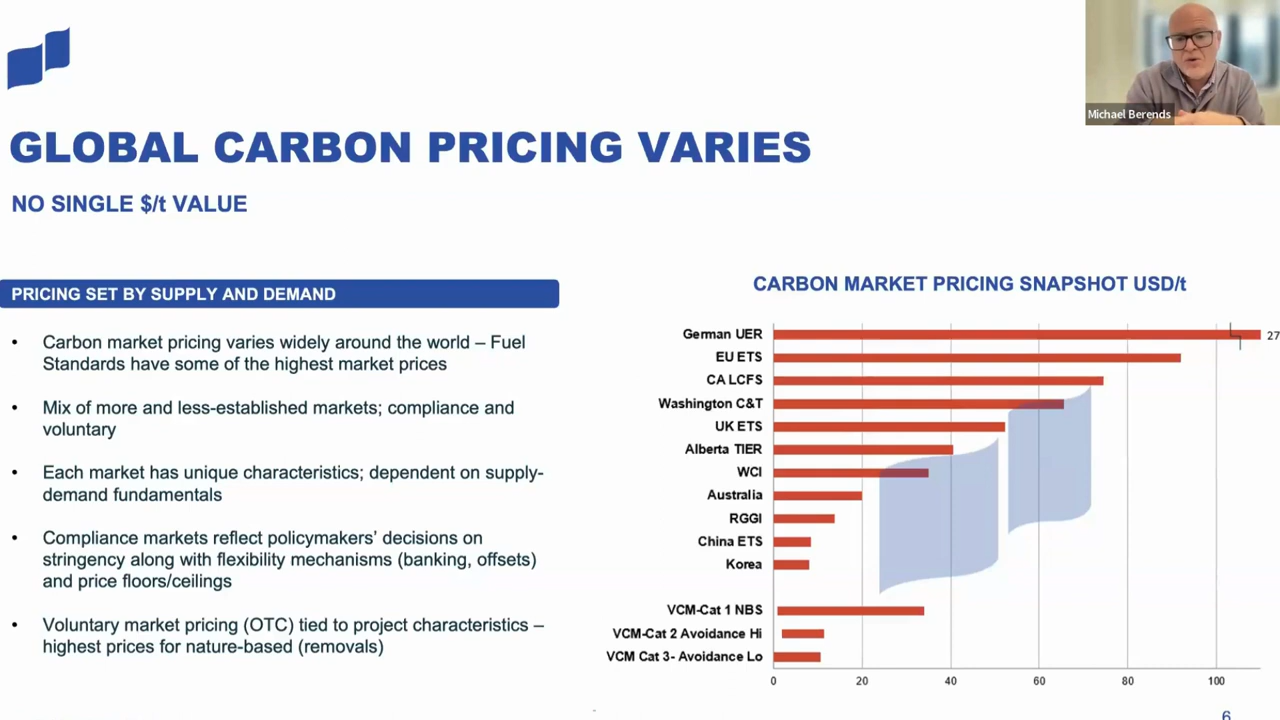 Michael Berends
GLOBAL CARBON PRICING VARIES
NO SINGLE $/t VALUE
PRICING SET BY SUPPLY AND DEMAND
• Carbon market pricing varies widely around the world – Fuel
Standards have some of the highest market prices
• Mix of more and less-established markets; compliance and
voluntary
• Each market has unique characteristics; dependent on supply-
demand fundamentals
• Compliance markets reflect policymakers’ decisions on
stringency along with flexibility mechanisms (banking, offsets)
and price floors/ceilings
• Voluntary market pricing (OTC) tied to project characteristics –
highest prices for nature-based (removals)
CARBON MARKET PRICING SNAPSHOT USD/t
German UER
EU ETS
CA LCFS
Washington C&T
UK ETS
Alberta TIER
WCI
Australia
RGGI
China ETS
Korea
VCM-Cat 1 NBS
VCM-Cat 2 Avoidance Hi
VCM Cat 3- Avoidance Lo
0 20 40 60 80 100
6